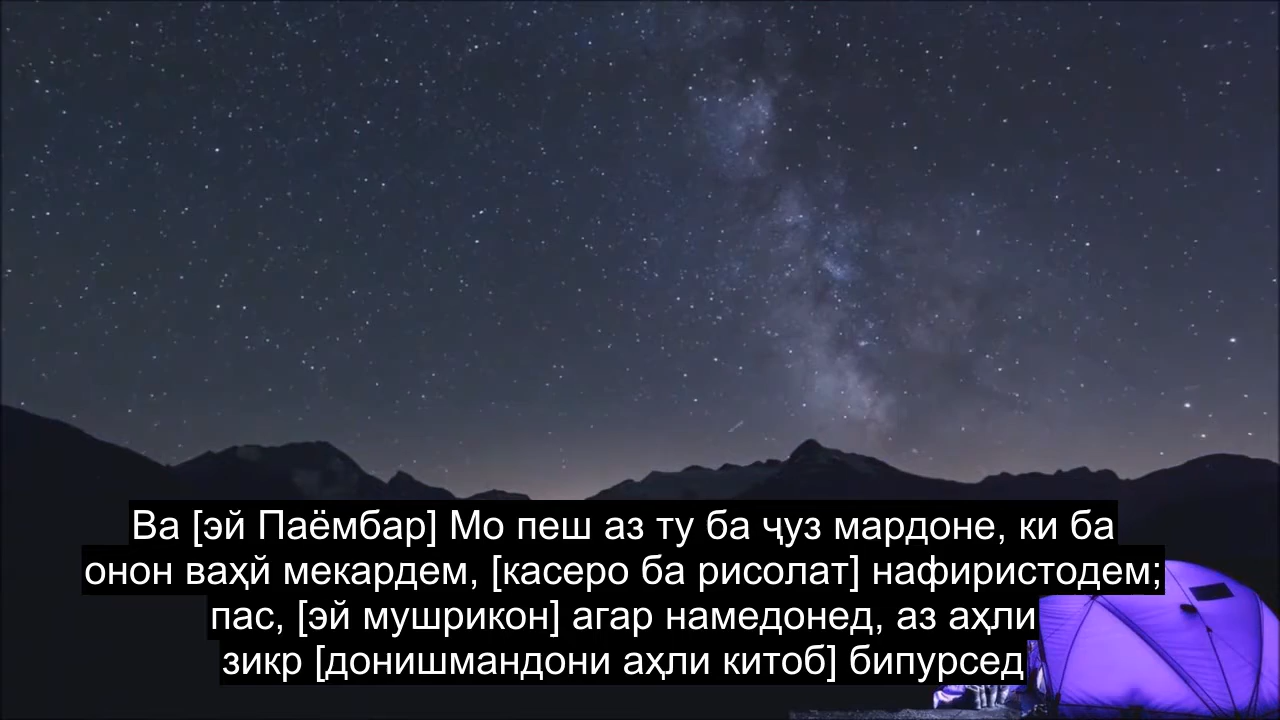 Ва [эй Паёмбар] Мо пеш аз ту ба ҷуз мардоне, ки ба
онон ваҳй мекардем, [касеро ба рисолат] нафиристодем;
пас, [эй мушрикон] агар намедонед, аз аҳли
зикр [донишмандони аҳли китоб] бипурсед